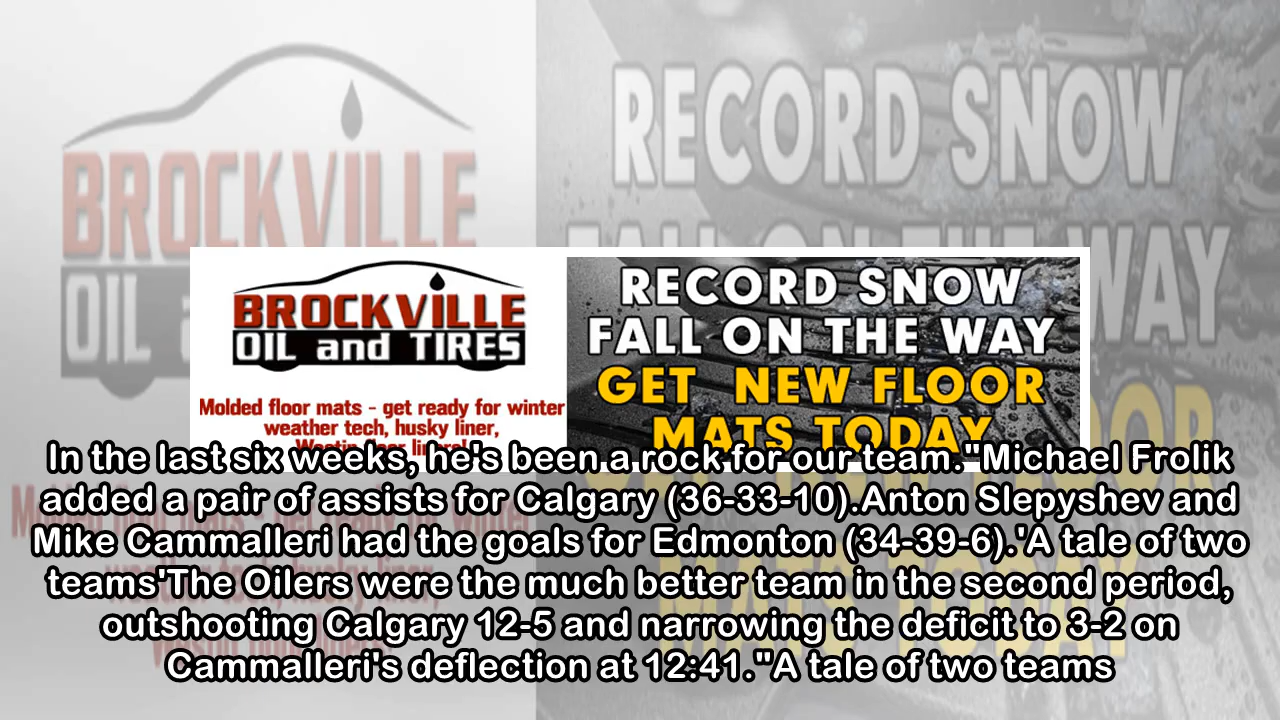 BROCKVILLE
OIL and TIRES
Molded floor mats - get ready for winter
weather tech, husky liner,
Westin floor liners!
RECORD SNOW
FALL ON THE WAY
GET NEW FLOOR
MATS TODAY
In the last six weeks, he's been a rock for our team."Michael Frolik
added a pair of assists for Calgary (36-33-10).Anton Slepyshev and
Mike Cammalleri had the goals for Edmonton (34-39-6).'A tale of two
teams'The Oilers were the much better team in the second period,
outshooting Calgary 12-5 and narrowing the deficit to 3-2 on
Cammalleri's deflection at 12:41."A tale of two teams